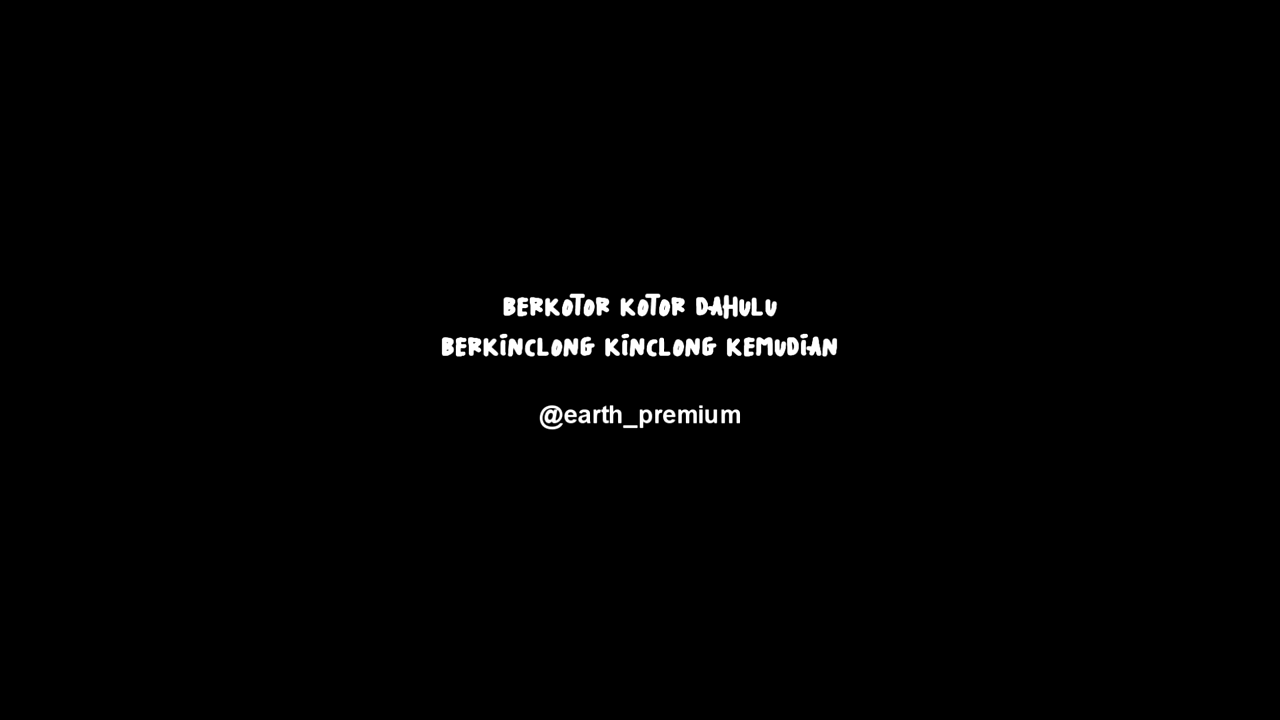 BERKOTOR KOTOR DAHULU
BERKINCLONG KINCLONG KEMUDIAN
@earth_premium